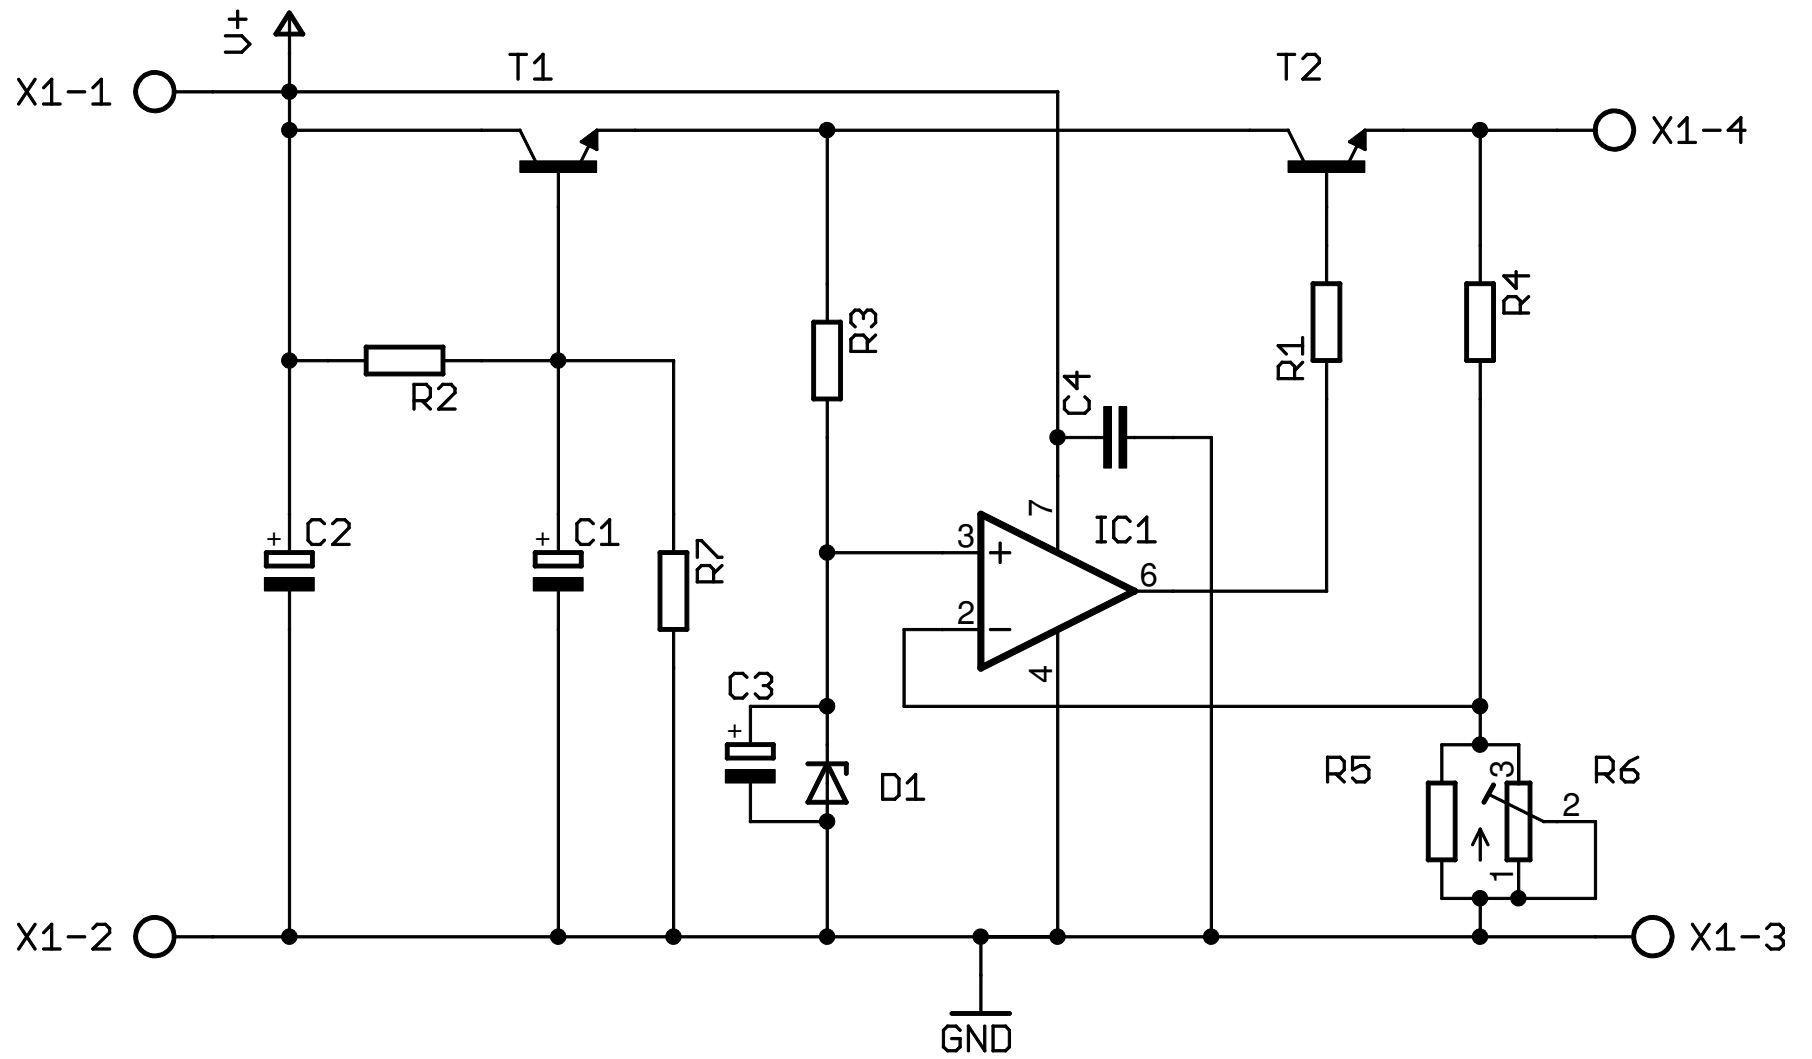 V+
T1
T2
X1-1
X1-4
R3
R4
R1
R2
C4
C2
+
C1
+
R7
7
IC1
3
+
6
2
-
4
C3
+
D1
R5
3
R6
2
1
X1-2
X1-3
GND